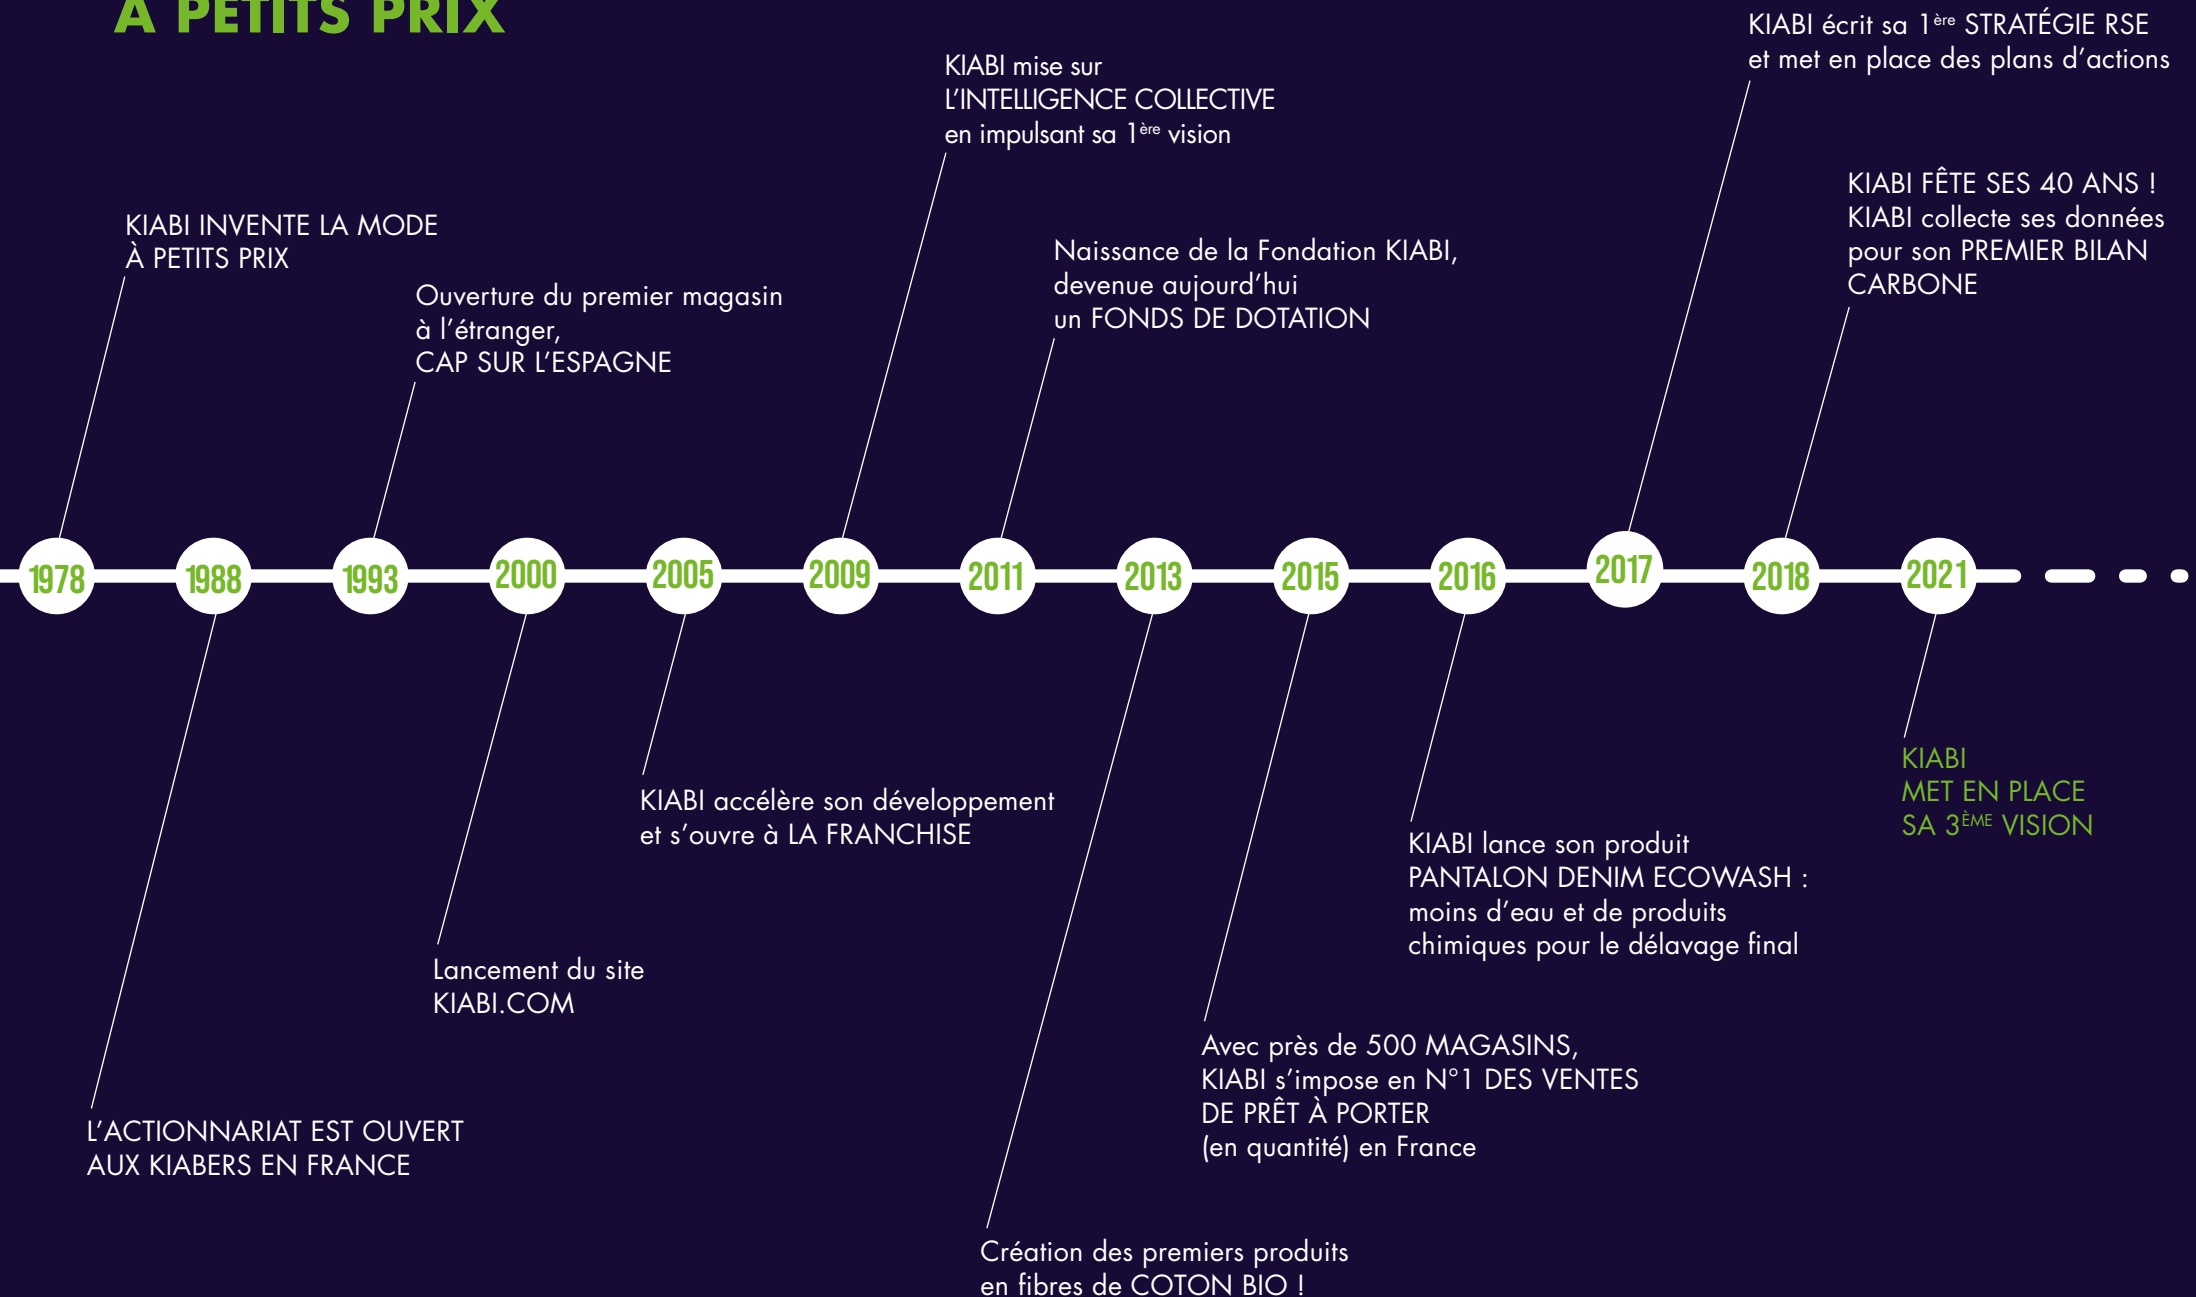 À PETITS PRIX
KIABI écrit sa 1ère STRATÉGIE RSE
et met en place des plans d’actions
KIABI mise sur
L’INTELLIGENCE COLLECTIVE
en impulsant sa 1ère vision
KIABI FÊTE SES 40 ANS !
KIABI collecte ses données
pour son PREMIER BILAN
CARBONE
KIABI INVENTE LA MODE
À PETITS PRIX
Naissance de la Fondation KIABI,
devenue aujourd’hui
un FONDS DE DOTATION
Ouverture du premier magasin
à l’étranger,
CAP SUR L’ESPAGNE
1978 1988 1993 2000 2005 2009 2011 2013 2015 2016 2017 2018 2021
KIABI
MET EN PLACE
SA 3ÈME VISION
KIABI accélère son développement
et s’ouvre à LA FRANCHISE
KIABI lance son produit
PANTALON DENIM ECOWASH :
moins d’eau et de produits
chimiques pour le délavage final
Lancement du site
KIABI.COM
Avec près de 500 MAGASINS,
KIABI s’impose en N°1 DES VENTES
DE PRÊT À PORTER
(en quantité) en France
L’ACTIONNARIAT EST OUVERT
AUX KIABERS EN FRANCE
Création des premiers produits
en fibres de COTON BIO !